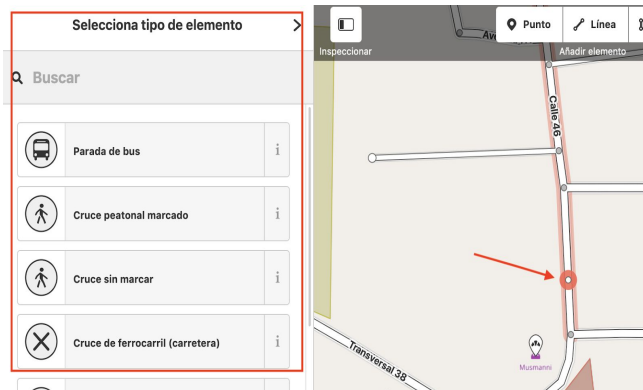 Selecciona tipo de elemento
Buscar
Parada de bus
i
Cruce peatonal marcado
i
Cruce sin marcar
i
Cruce de ferrocarril (carretera)
i
Inspeccionar
Punto
Línea
Añadir elemento
Calle 46
Transversal 38
Musmanni